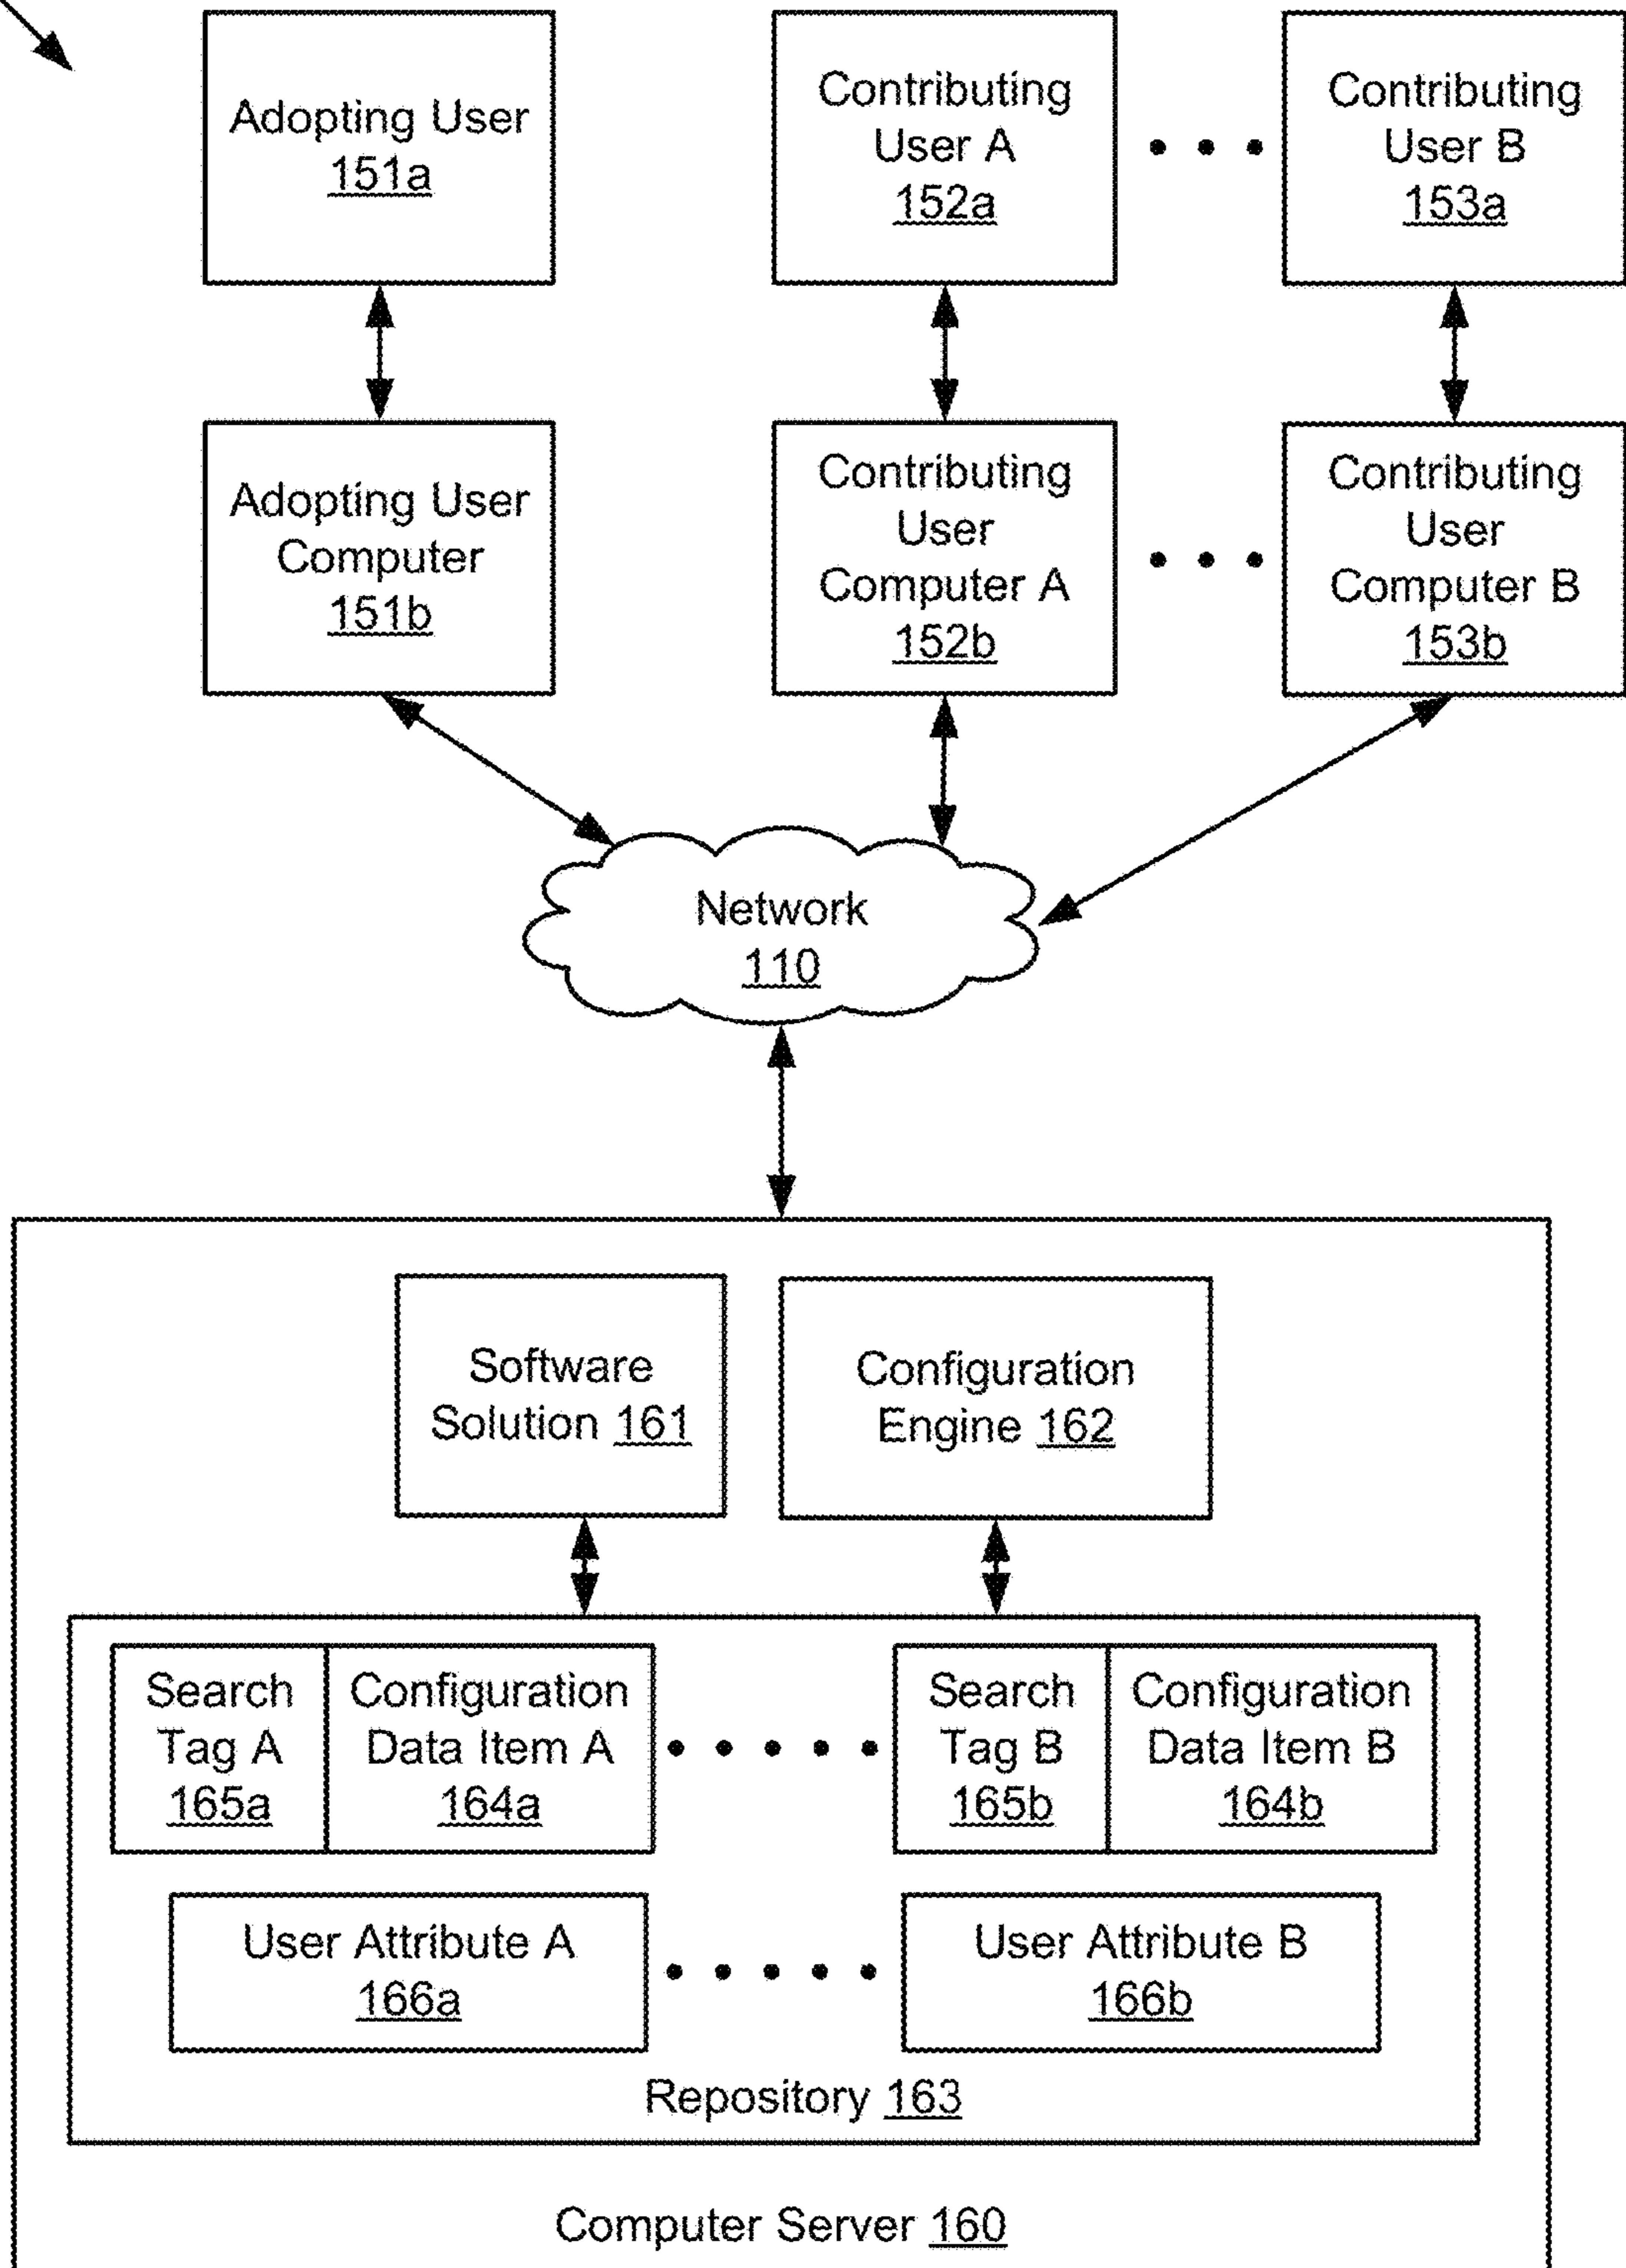 Adopting User
151a
Contributing
User A
152a
Contributing
User B
153a
Adopting User
Computer
151b
Contributing
User
Computer A
152b
Contributing
User
Computer B
153b
Network
110
Software
Solution 161
Configuration
Engine 162
Search
Tag A
165a
Configuration
Data Item A
164a
Search
Tag B
165b
Configuration
Data Item B
164b
User Attribute A
166a
User Attribute B
166b
Repository 163
Computer Server 160